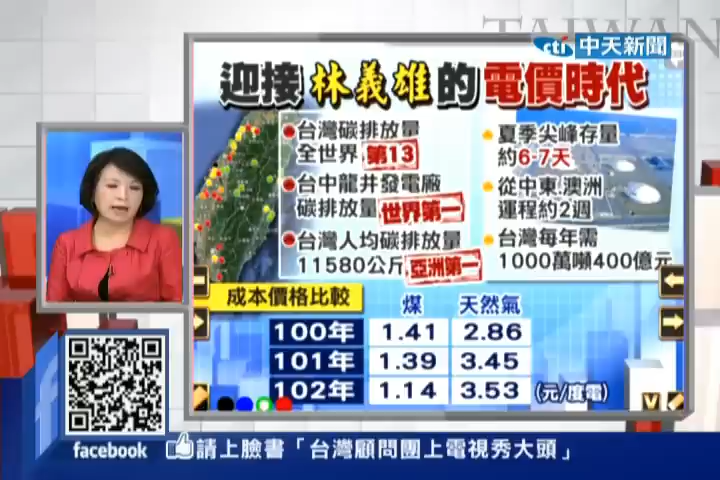 TAIWAN
cti 中天新聞
迎接林義雄的電價時代
台灣碳排放量
全世界 第13
台中龍井發電廠
碳排放量 世界第一
台灣人均碳排放量
11580公斤 亞洲第一
夏季尖峰存量
約6-7天
從中東.澳洲
運程約2週
台灣每年需
1000萬噸400億元
成本價格比較 煤 天然氣
100年 1.41 2.86
101年 1.39 3.45
102年 1.14 3.53 (元/度電)
facebook 請上臉書「台灣顧問團上電視秀大頭」